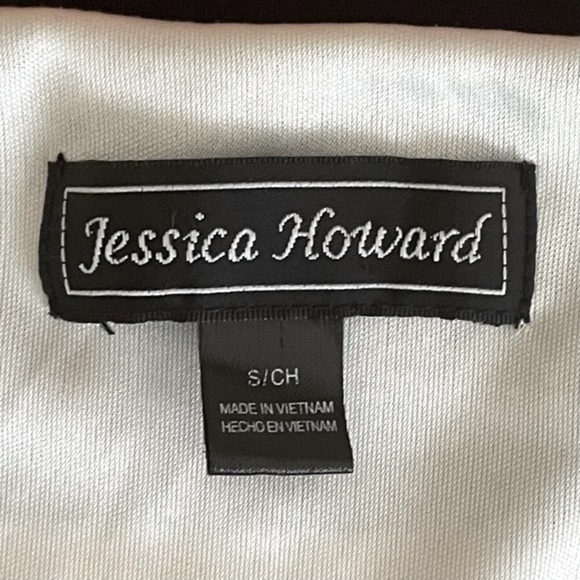 Jessica Howard
S/CH
MADE IN VIETNAM
HECHO EN VIETNAM